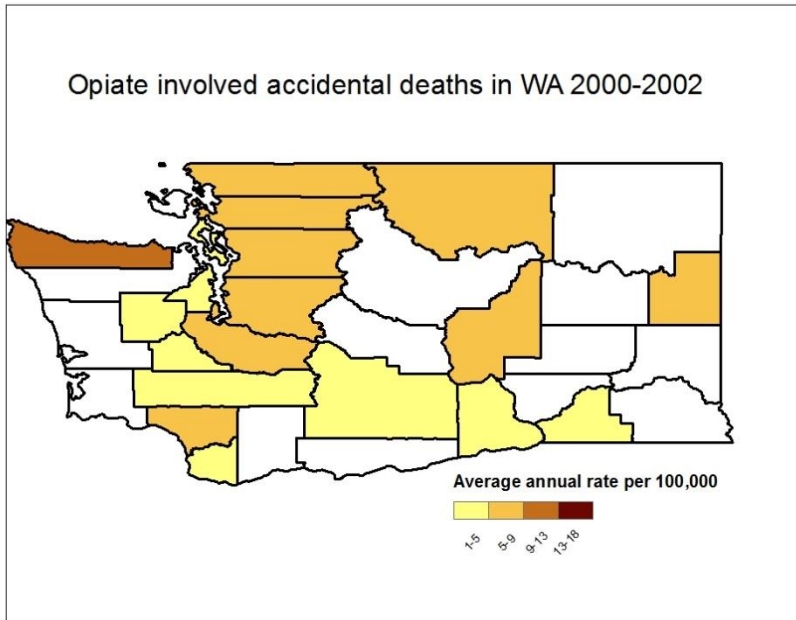 Opiate involved accidental deaths in WA 2000-2002
Average annual rate per 100,000
1-5
5-9
9-13
13-18